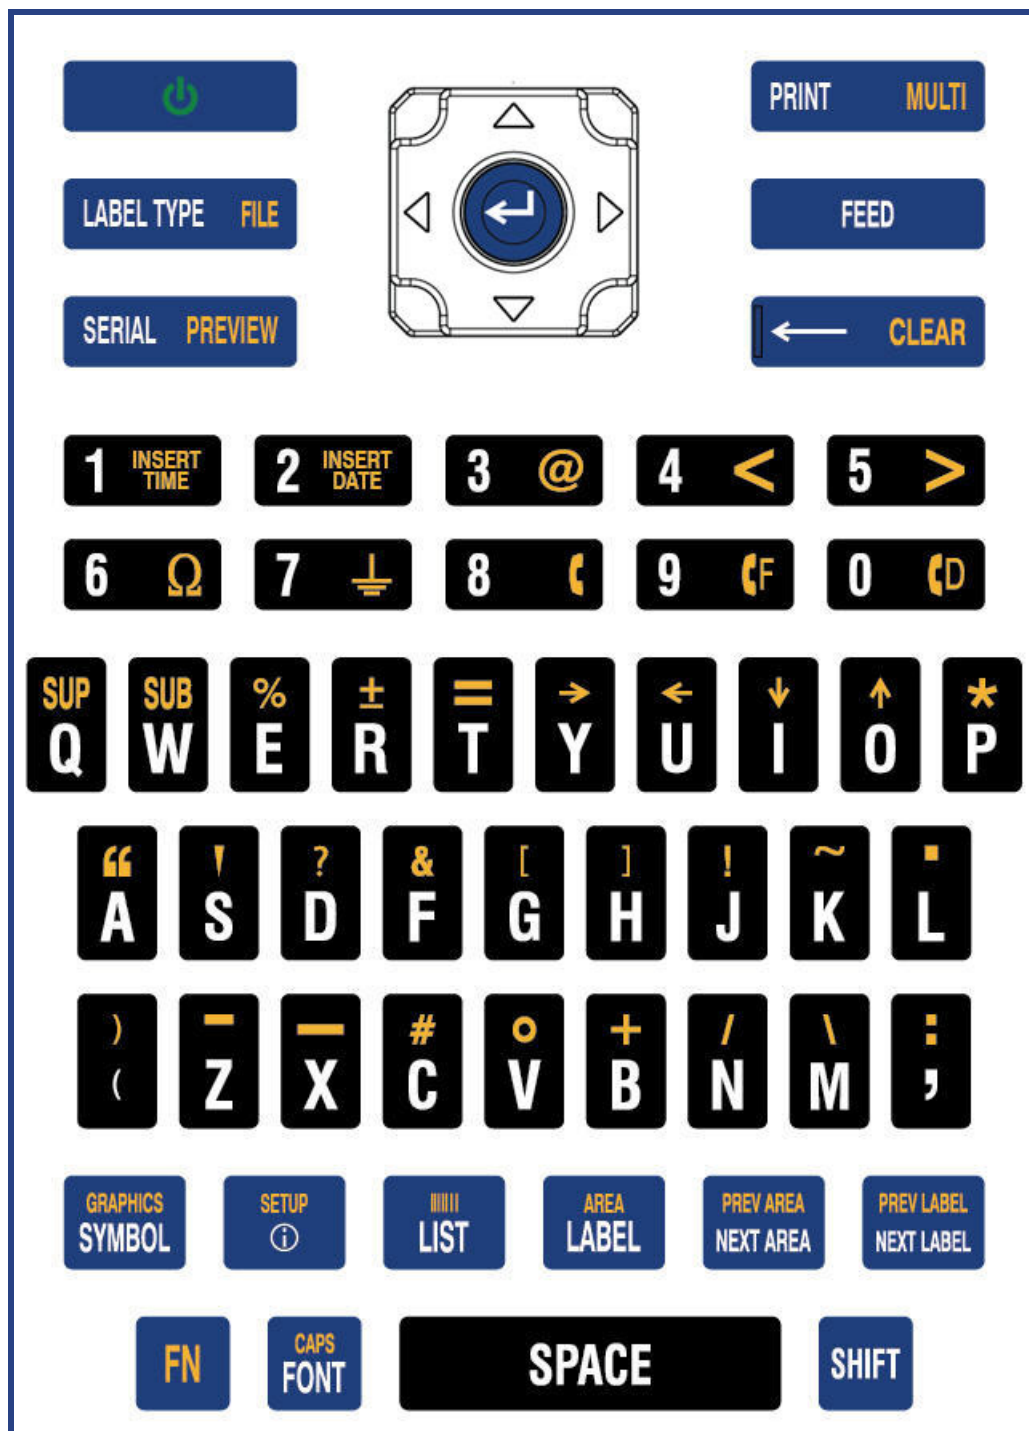 PRINT MULTI
LABEL TYPE FILE
FEED
SERIAL PREVIEW
← CLEAR
1 INSERT TIME 2 INSERT DATE 3 @ 4 < 5 >
6 Ω 7 ⏚ 8 9 F 0 D
SUP SUB % ± = → ← ↓ ↑ *
Q W E R T Y U I O P
“ ' ? & [ ] ! ~ .
A S D F G H J K L
) - — # ° + / \ :
( Z X C V B N M ,
GRAPHICS SETUP AREA PREV AREA PREV LABEL
SYMBOL ⓘ LIST LABEL NEXT AREA NEXT LABEL
CAPS
FN FONT SPACE SHIFT